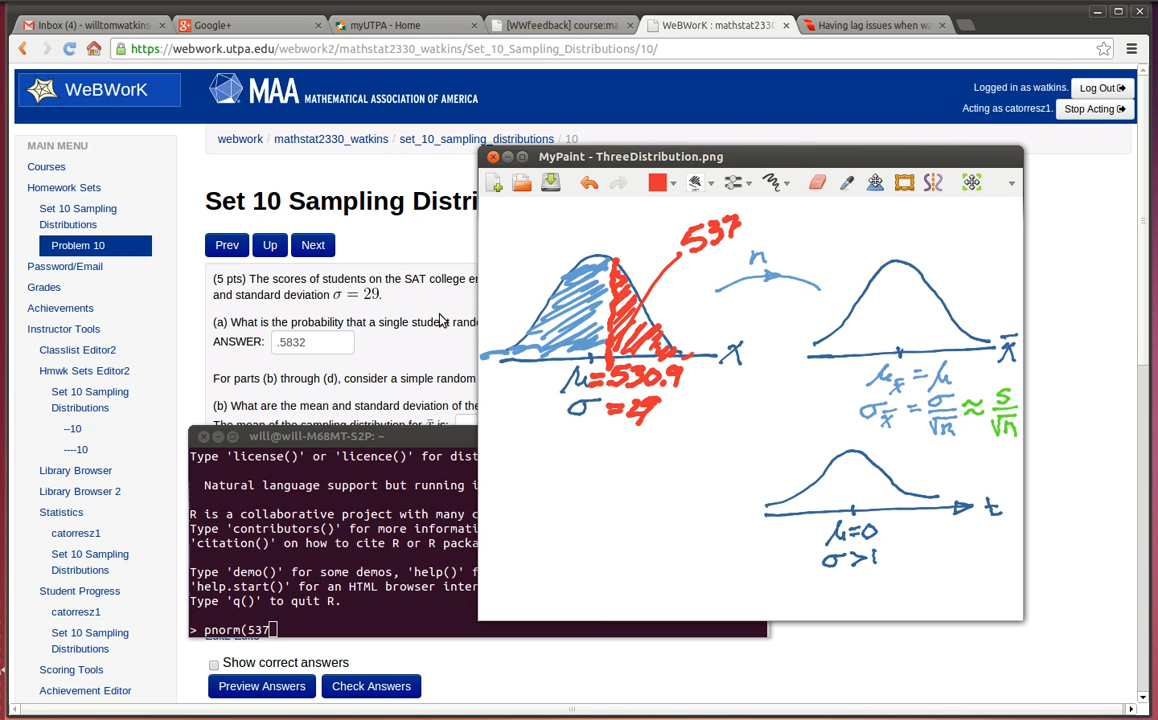 Inbox (4) - willtomwatkins
Google+
myUTPA - Home
[WWfeedback] course:ma
WeBWorK : mathstat233
Having lag issues when w
https://webwork.utpa.edu/webwork2/mathstat2330_watkins/Set_10_Sampling_Distributions/10/
WeBWorK
MAA MATHEMATICAL ASSOCIATION OF AMERICA
Logged in as watkins. Log Out
Acting as catorresz1. Stop Acting
MAIN MENU
Courses
Homework Sets
Set 10 Sampling
Distributions
Problem 10
Password/Email
Grades
Achievements
Instructor Tools
Classlist Editor2
Hmwk Sets Editor2
Set 10 Sampling
Distributions
--10
----10
Library Browser
Library Browser 2
Statistics
catorresz1
Set 10 Sampling
Distributions
Student Progress
catorresz1
Set 10 Sampling
Distributions
Scoring Tools
Achievement Editor
webwork / mathstat2330_watkins / set_10_sampling_distributions / 10
Set 10 Sampling Distri
Prev Up Next
(5 pts) The scores of students on the SAT college en
and standard deviation σ = 29.
(a) What is the probability that a single student rand
ANSWER: .5832
For parts (b) through (d), consider a simple random
(b) What are the mean and standard deviation of the
The mean of the sampling distribution for x̄ is:
will@will-M68MT-S2P: ~
Type 'license()' or 'licence()' for dist
Natural language support but running i
R is a collaborative project with many c
Type 'contributors()' for more informati
'citation()' on how to cite R or R packa
Type 'demo()' for some demos, 'help()' f
'help.start()' for an HTML browser inter
Type 'q()' to quit R.
> pnorm(537
Show correct answers
Preview Answers Check Answers
MyPaint - ThreeDistribution.png
537
n
x
μ = 530.9
σ = 29
x̄
μx̄ = μ
σx̄ = σ/√n ≈ s/√n
t
μ=0
σ>1